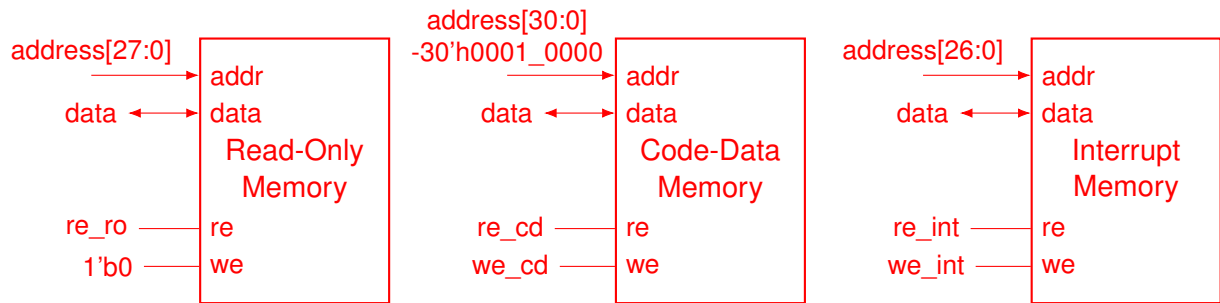 address[27:0]
addr
data
data
Read-Only
Memory
re_ro
re
1'b0
we
address[30:0]
-30'h0001_0000
addr
data
data
Code-Data
Memory
re_cd
re
we_cd
we
address[26:0]
addr
data
data
Interrupt
Memory
re_int
re
we_int
we